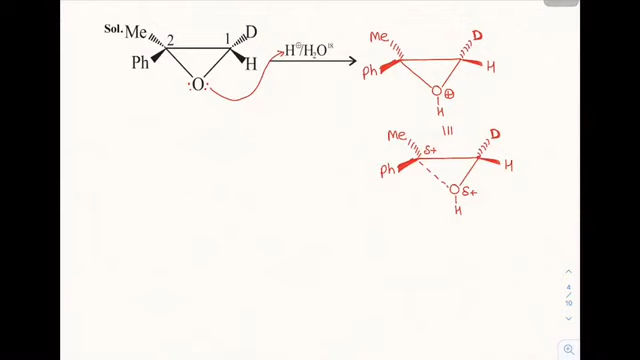 Sol. Me 2 1 D
Ph H
:O:
H⊕/H₂O¹⁸
Me D
Ph H
O ⊕
H
≡
Me δ+ D
Ph H
O δ+
H
4
/
10